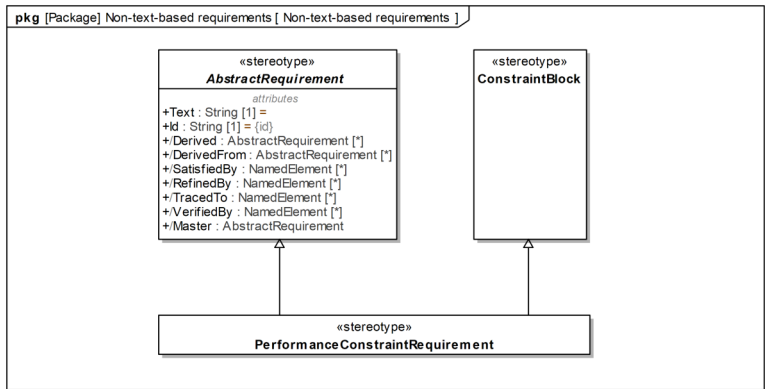 pkg [Package] Non-text-based requirements [ Non-text-based requirements ]
«stereotype»
AbstractRequirement
attributes
+Text : String [1] =
+Id : String [1] = {id}
+/Derived : AbstractRequirement [*]
+/DerivedFrom : AbstractRequirement [*]
+/SatisfiedBy : NamedElement [*]
+/RefinedBy : NamedElement [*]
+/TracedTo : NamedElement [*]
+/VerifiedBy : NamedElement [*]
+/Master : AbstractRequirement
«stereotype»
ConstraintBlock
«stereotype»
PerformanceConstraintRequirement